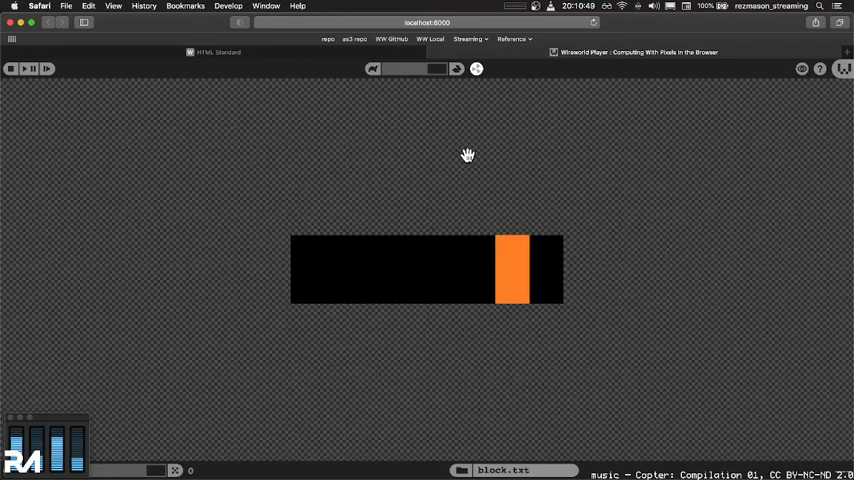 Safari File Edit View History Bookmarks Develop Window Help 20:10:49 100% rezmason_streaming
localhost:8000
repo as3 repo WW GitHub WW Local Streaming Reference
W HTML Standard W Wireworld Player : Computing With Pixels in the Browser
? W
RA 0 block.txt
music - Copter: Compilation 01, CC BY-NC-ND 2.0